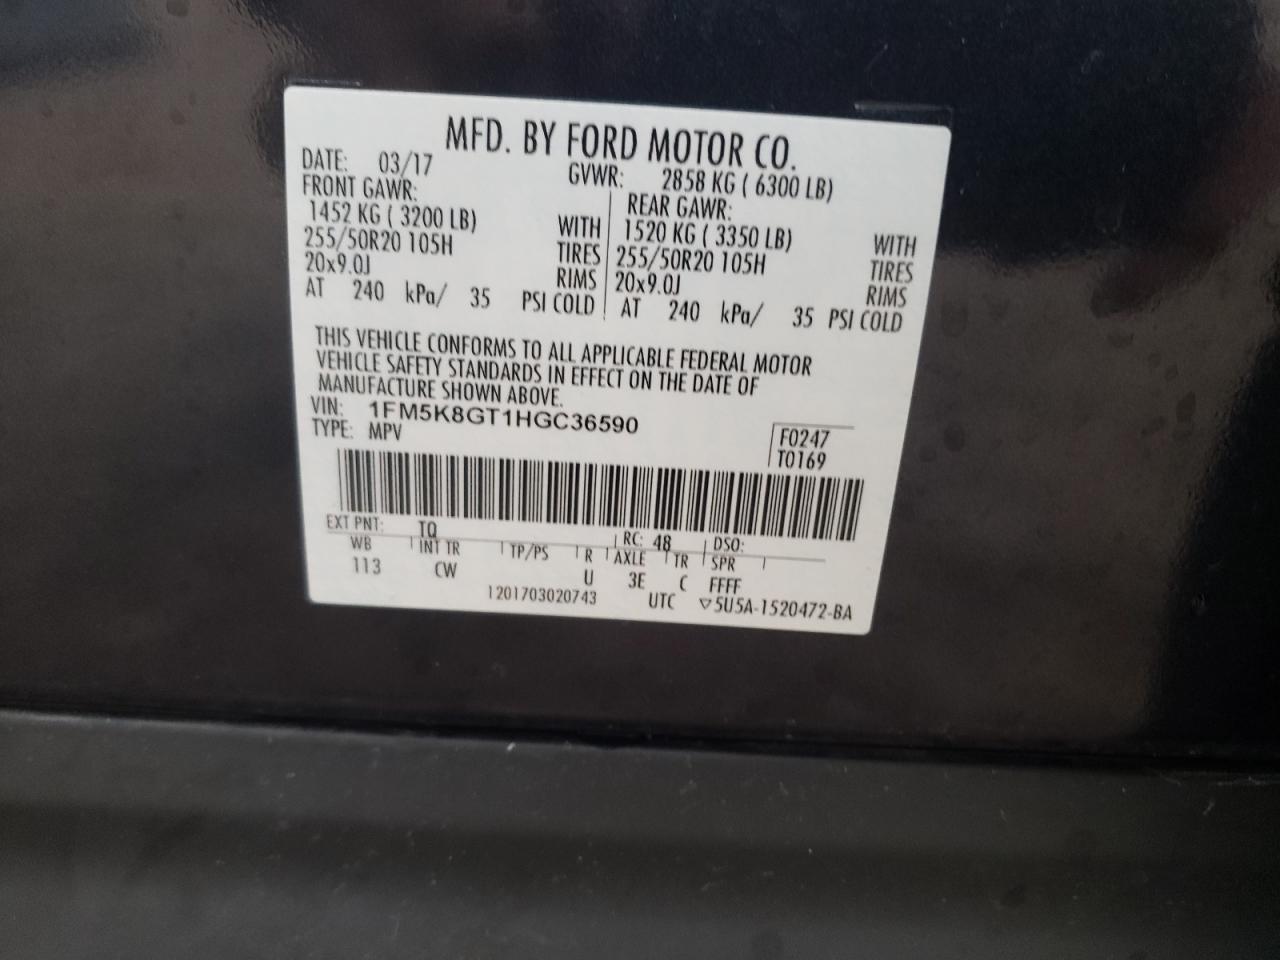 MFD. BY FORD MOTOR CO.
DATE: 03/17 GVWR: 2858 KG ( 6300 LB)
FRONT GAWR: REAR GAWR:
1452 KG ( 3200 LB) WITH 1520 KG ( 3350 LB) WITH
255/50R20 105H TIRES 255/50R20 105H TIRES
20x9.0J RIMS 20x9.0J RIMS
AT 240 kPa/ 35 PSI COLD AT 240 kPa/ 35 PSI COLD
THIS VEHICLE CONFORMS TO ALL APPLICABLE FEDERAL MOTOR
VEHICLE SAFETY STANDARDS IN EFFECT ON THE DATE OF
MANUFACTURE SHOWN ABOVE.
VIN: 1FM5K8GT1HGC36590
TYPE: MPV
F0247
T0169
EXT PNT: TQ RC: 48 DSO:
WB INT TR TP/PS R AXLE TR SPR
113 CW U 3E C FFFF
1201703020743 UTC ▽5U5A-1520472-BA